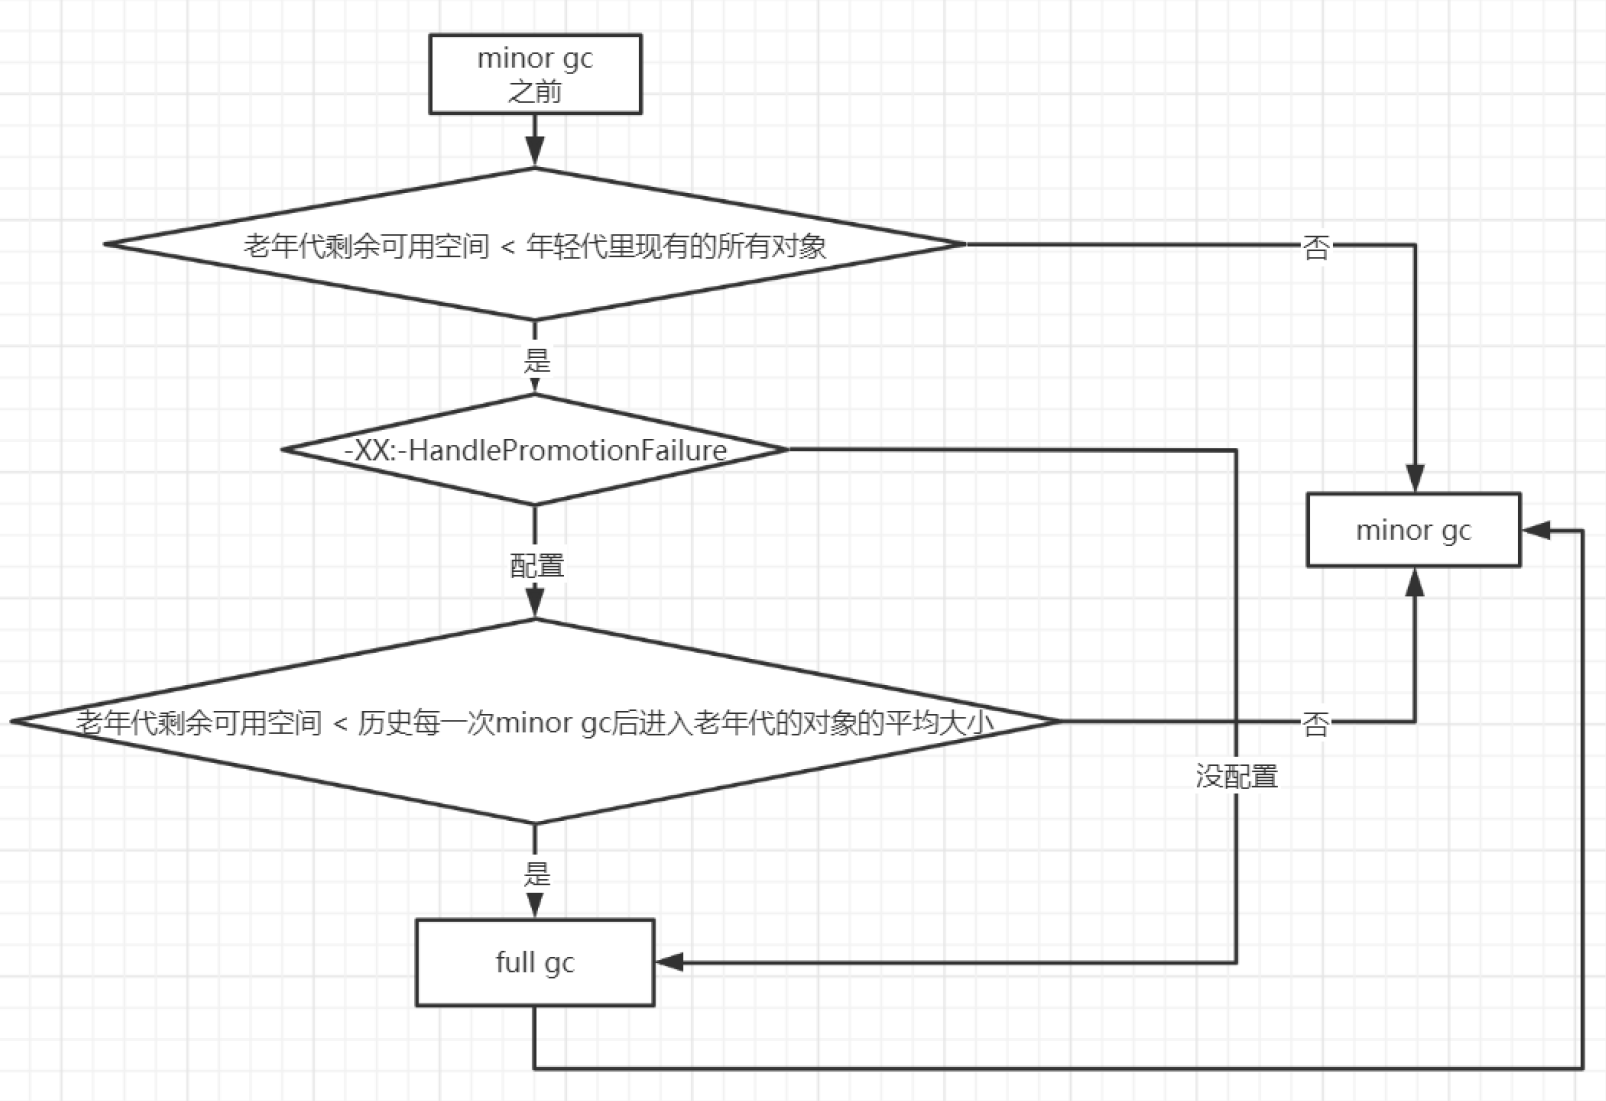 minor gc
之前
老年代剩余可用空间 < 年轻代里现有的所有对象
否
是
-XX:-HandlePromotionFailure
minor gc
配置
老年代剩余可用空间 < 历史每一次minor gc后进入老年代的对象的平均大小
否
没配置
是
full gc